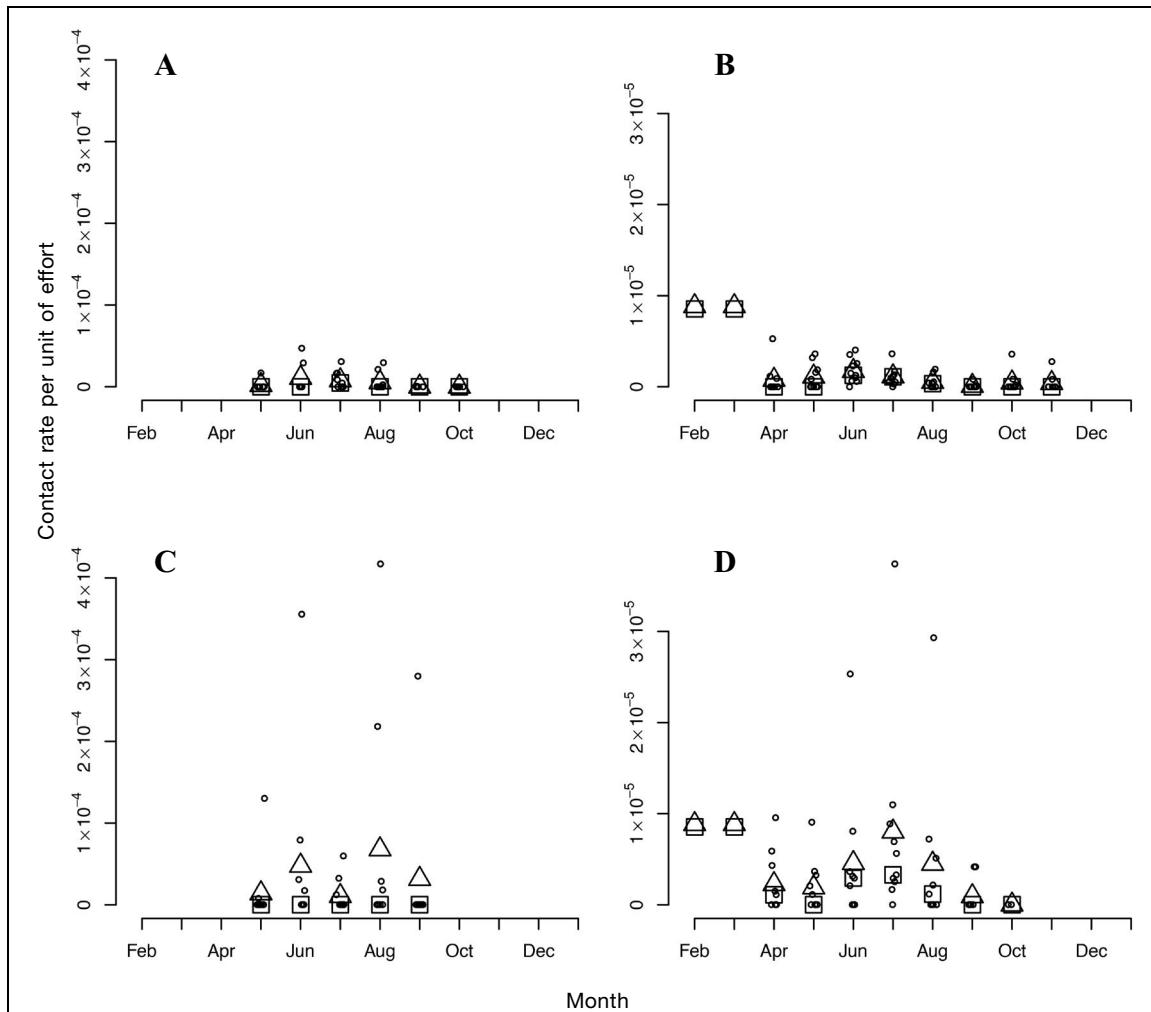 Contact rate per unit of effort
A
4×10⁻⁴
3×10⁻⁴
2×10⁻⁴
1×10⁻⁴
0
Feb Apr Jun Aug Oct Dec
B
3×10⁻⁵
2×10⁻⁵
1×10⁻⁵
0
Feb Apr Jun Aug Oct Dec
C
4×10⁻⁴
3×10⁻⁴
2×10⁻⁴
1×10⁻⁴
0
Feb Apr Jun Aug Oct Dec
D
3×10⁻⁵
2×10⁻⁵
1×10⁻⁵
0
Feb Apr Jun Aug Oct Dec
Month